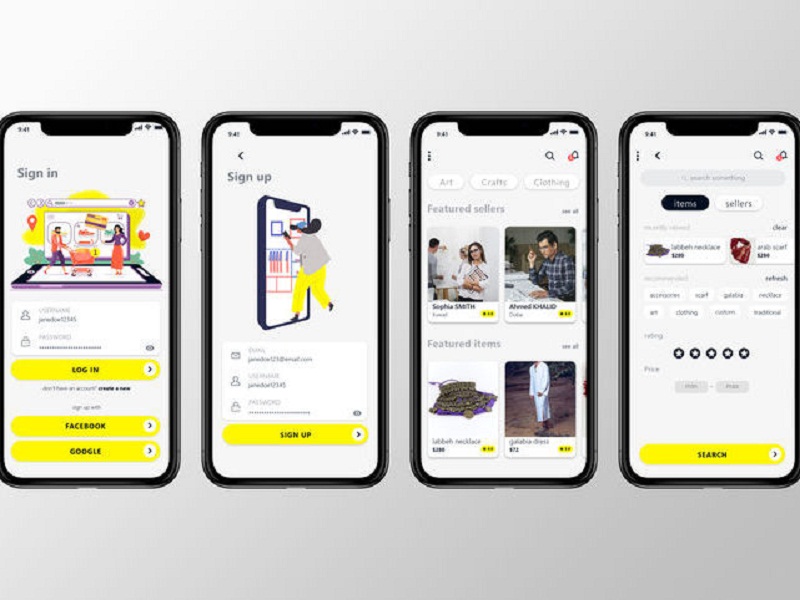 9:41
Sign in
USERNAME
janedoe12345
PASSWORD
LOG IN
don't have an account? create a new
sign up with
FACEBOOK
GOOGLE
9:41
Sign up
EMAIL
janedoe123@email.com
USERNAME
janedoe12345
PASSWORD
SIGN UP
9:41
Art Crafts Clothing
Featured sellers see all
Sophia SMITH Ahmed KHALID
Dubai
Featured items see all
labbeh necklace galabia dress
$280 $72
9:41
search something
items sellers
recently viewed clear
labbeh necklace arab scarf
$280
recommended refresh
accessories scarf galabia necklace
art clothing custom traditional
rating
Price
Min - Price
SEARCH